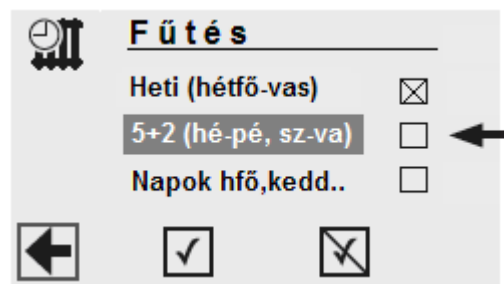 Fűtés
Heti (hétfő-vas)
5+2 (hé-pé, sz-va)
Napok hfő,kedd..